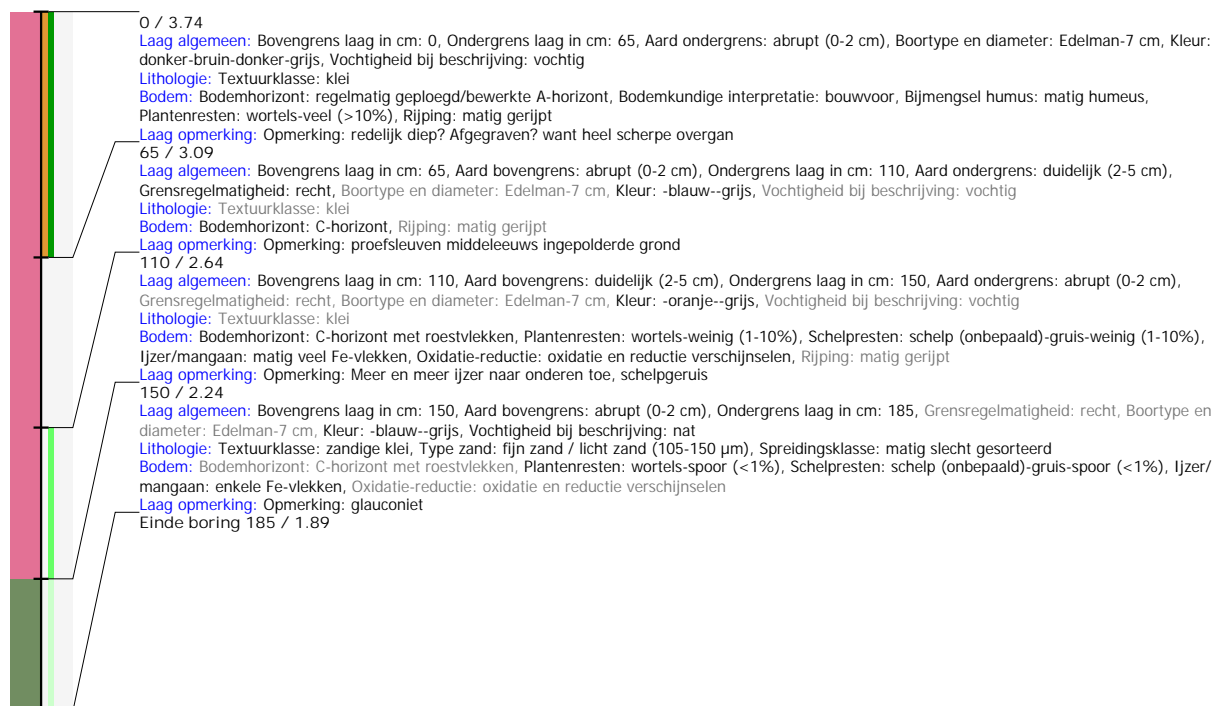 0 / 3.74
Laag algemeen: Bovengrens laag in cm: 0, Ondergrens laag in cm: 65, Aard ondergrens: abrupt (0-2 cm), Boortype en diameter: Edelman-7 cm, Kleur:
donker-bruin-donker-grijs, Vochtigheid bij beschrijving: vochtig
Lithologie: Textuurklasse: klei
Bodem: Bodemhorizont: regelmatig geploegd/bewerkte A-horizont, Bodemkundige interpretatie: bouwvoor, Bijmengsel humus: matig humeus,
Plantenresten: wortels-veel (>10%), Rijping: matig gerijpt
Laag opmerking: Opmerking: redelijk diep? Afgegraven? want heel scherpe overgan
65 / 3.09
Laag algemeen: Bovengrens laag in cm: 65, Aard bovengrens: abrupt (0-2 cm), Ondergrens laag in cm: 110, Aard ondergrens: duidelijk (2-5 cm),
Grensregelmatigheid: recht, Boortype en diameter: Edelman-7 cm, Kleur: -blauw--grijs, Vochtigheid bij beschrijving: vochtig
Lithologie: Textuurklasse: klei
Bodem: Bodemhorizont: C-horizont, Rijping: matig gerijpt
Laag opmerking: Opmerking: proefsleuven middeleeuws ingepolderde grond
110 / 2.64
Laag algemeen: Bovengrens laag in cm: 110, Aard bovengrens: duidelijk (2-5 cm), Ondergrens laag in cm: 150, Aard ondergrens: abrupt (0-2 cm),
Grensregelmatigheid: recht, Boortype en diameter: Edelman-7 cm, Kleur: -oranje--grijs, Vochtigheid bij beschrijving: vochtig
Lithologie: Textuurklasse: klei
Bodem: Bodemhorizont: C-horizont met roestvlekken, Plantenresten: wortels-weinig (1-10%), Schelpresten: schelp (onbepaald)-gruis-weinig (1-10%),
Ijzer/mangaan: matig veel Fe-vlekken, Oxidatie-reductie: oxidatie en reductie verschijnselen, Rijping: matig gerijpt
Laag opmerking: Opmerking: Meer en meer ijzer naar onderen toe, schelpgeruis
150 / 2.24
Laag algemeen: Bovengrens laag in cm: 150, Aard bovengrens: abrupt (0-2 cm), Ondergrens laag in cm: 185, Grensregelmatigheid: recht, Boortype en
diameter: Edelman-7 cm, Kleur: -blauw--grijs, Vochtigheid bij beschrijving: nat
Lithologie: Textuurklasse: zandige klei, Type zand: fijn zand / licht zand (105-150 µm), Spreidingsklasse: matig slecht gesorteerd
Bodem: Bodemhorizont: C-horizont met roestvlekken, Plantenresten: wortels-spoor (<1%), Schelpresten: schelp (onbepaald)-gruis-spoor (<1%), Ijzer/
mangaan: enkele Fe-vlekken, Oxidatie-reductie: oxidatie en reductie verschijnselen
Laag opmerking: Opmerking: glauconiet
Einde boring 185 / 1.89